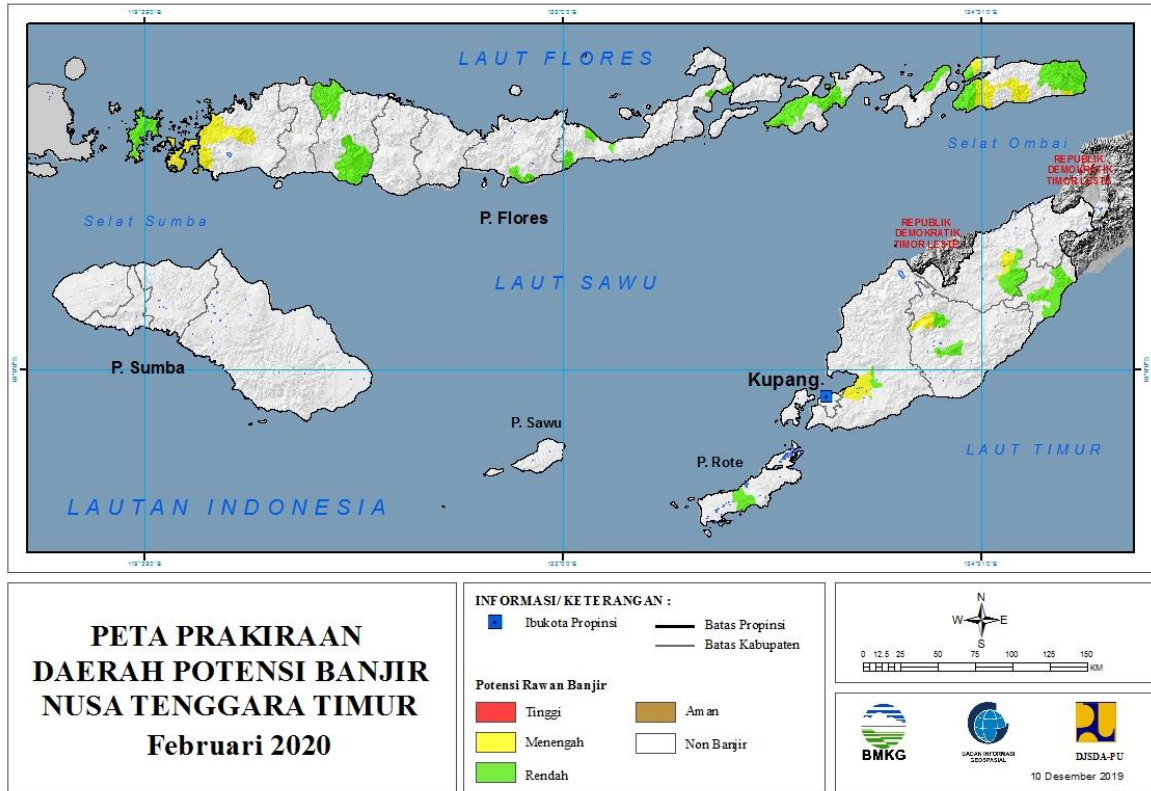 LAUT FLORES
Selat Ombai
REPUBLIK
DEMOKRATIK
TIMOR LESTE
P. Flores
Selat Sumba
REPUBLIK
DEMOKRATIK
TIMOR LESTE
LAUT SAWU
P. Sumba
Kupang
P. Sawu
P. Rote
LAUT TIMUR
LAUTAN INDONESIA
PETA PRAKIRAAN
DAERAH POTENSI BANJIR
NUSA TENGGARA TIMUR
Februari 2020
INFORMASI/ KETERANGAN :
Ibukota Propinsi
Batas Propinsi
Batas Kabupaten
Potensi Rawan Banjir
Tinggi
Aman
Menengah
Non Banjir
Rendah
N
W E
S
0 12.5 25 50 75 100 125 150
KM
BMKG
BADAN INFORMASI
GEOSPASIAL
DJSDA-PU
10 Desember 2019